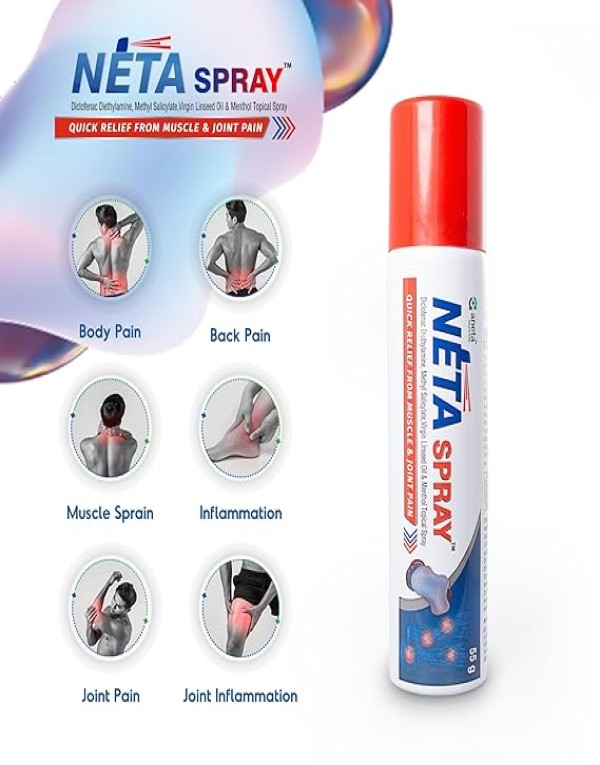 NETA SPRAY™
Diclofenac Diethylamine, Methyl Salicylate,Virgin Linseed Oil & Menthol Topical Spray
QUICK RELIEF FROM MUSCLE & JOINT PAIN
Body Pain
Back Pain
Muscle Sprain
Inflammation
Joint Pain
Joint Inflammation
aneta
NETA SPRAY™
Diclofenac Diethylamine, Methyl Salicylate,Virgin Linseed Oil & Menthol Topical Spray
QUICK RELIEF FROM MUSCLE & JOINT PAIN
55 g